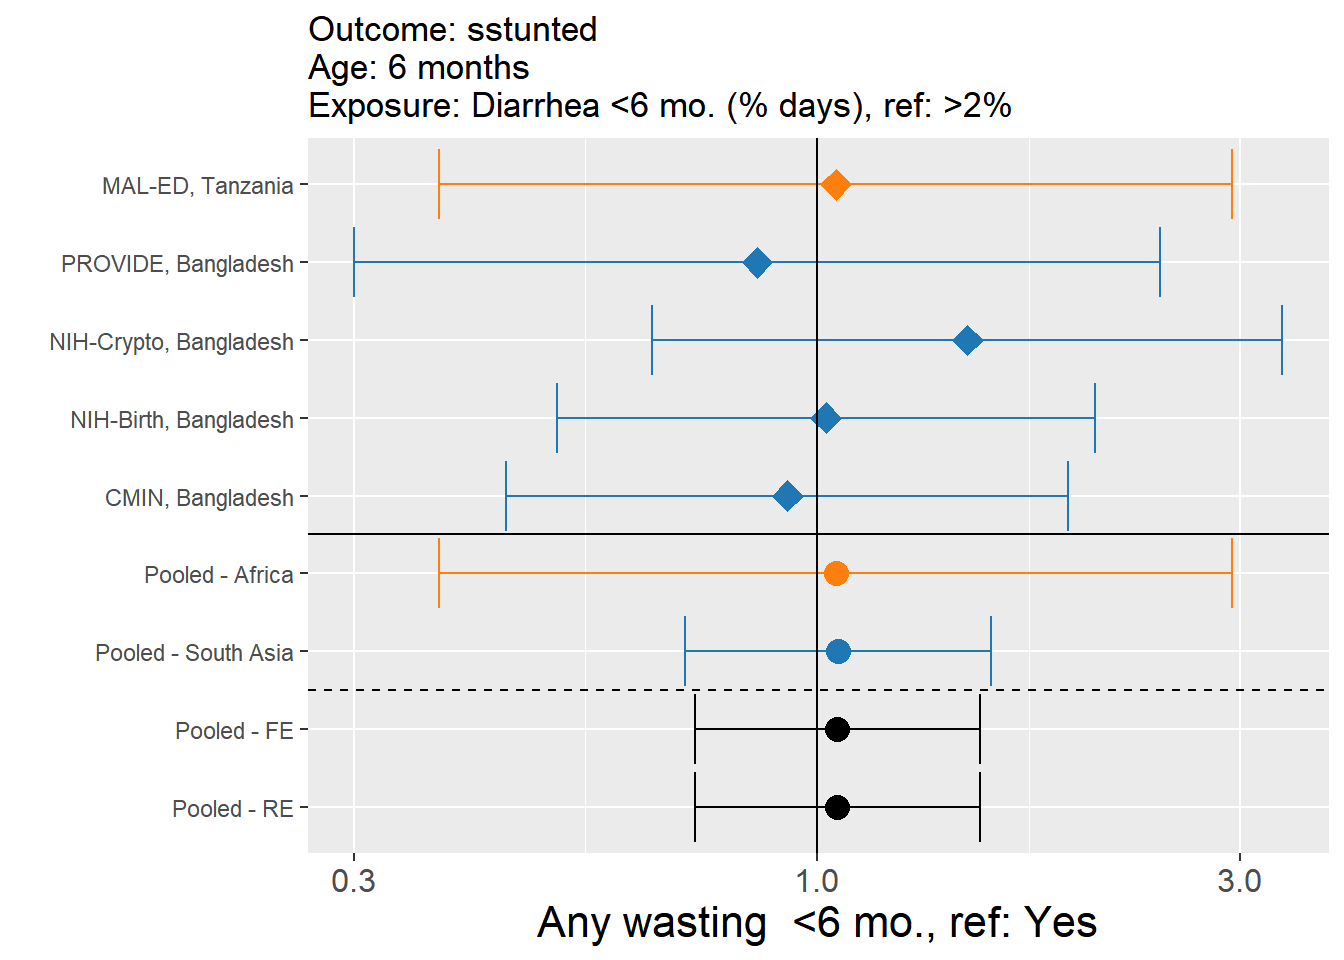 Outcome: sstunted
Age: 6 months
Exposure: Diarrhea <6 mo. (% days), ref: >2%
MAL-ED, Tanzania
PROVIDE, Bangladesh
NIH-Crypto, Bangladesh
NIH-Birth, Bangladesh
CMIN, Bangladesh
Pooled - Africa
Pooled - South Asia
Pooled - FE
Pooled - RE
0.3 1.0 3.0
Any wasting  <6 mo., ref: Yes